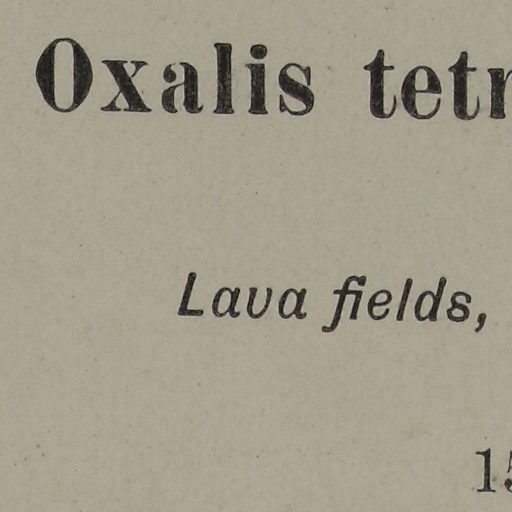 Oxalis tetr
Lava fields,
15